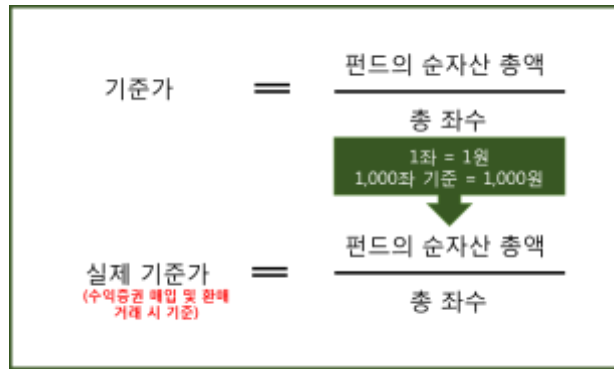 기준가 = 펀드의 순자산 총액
총 좌수
1좌 = 1원
1,000좌 기준 = 1,000원
실제 기준가 = 펀드의 순자산 총액
(수익증권 매입 및 환매
거래 시 기준)
총 좌수